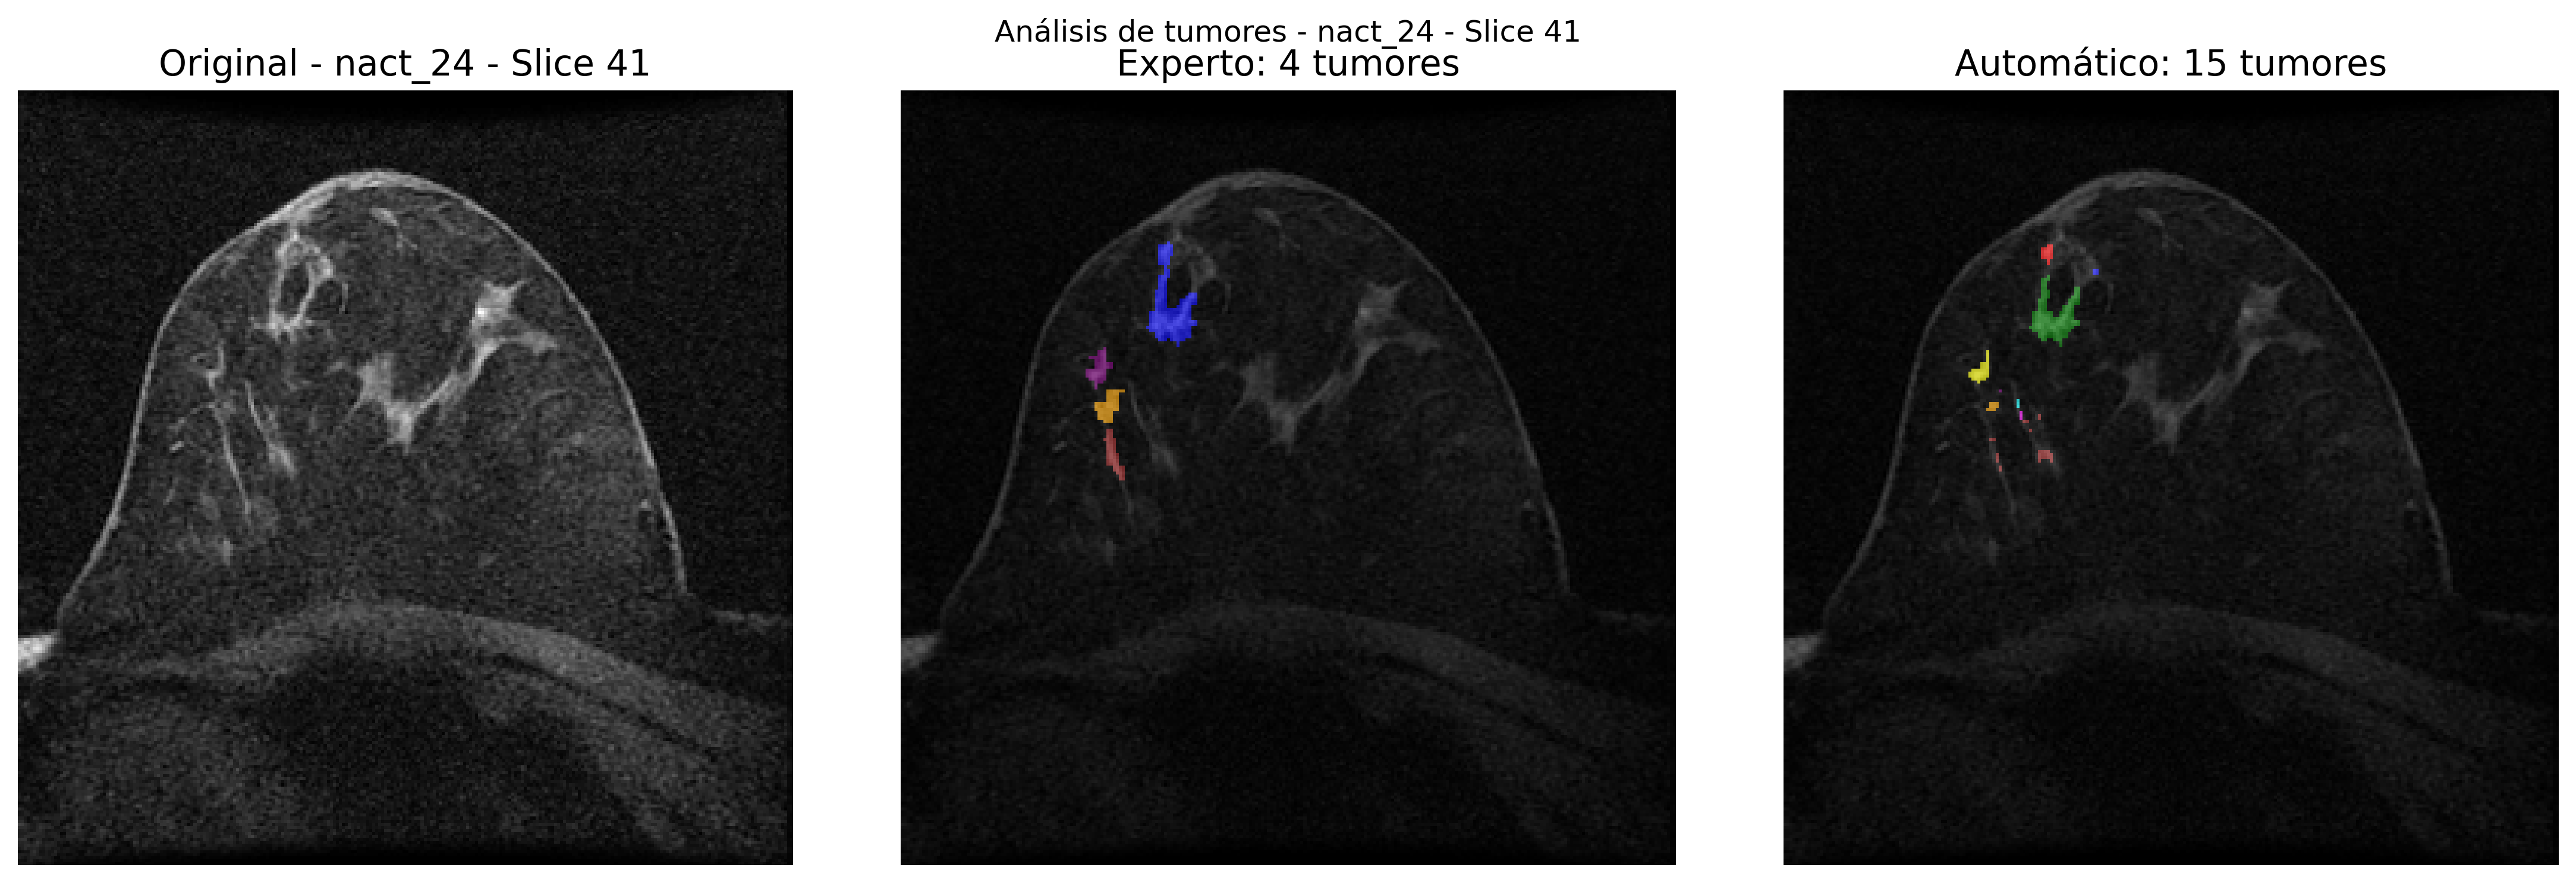 Análisis de tumores - nact_24 - Slice 41
Original - nact_24 - Slice 41
Experto: 4 tumores
Automático: 15 tumores